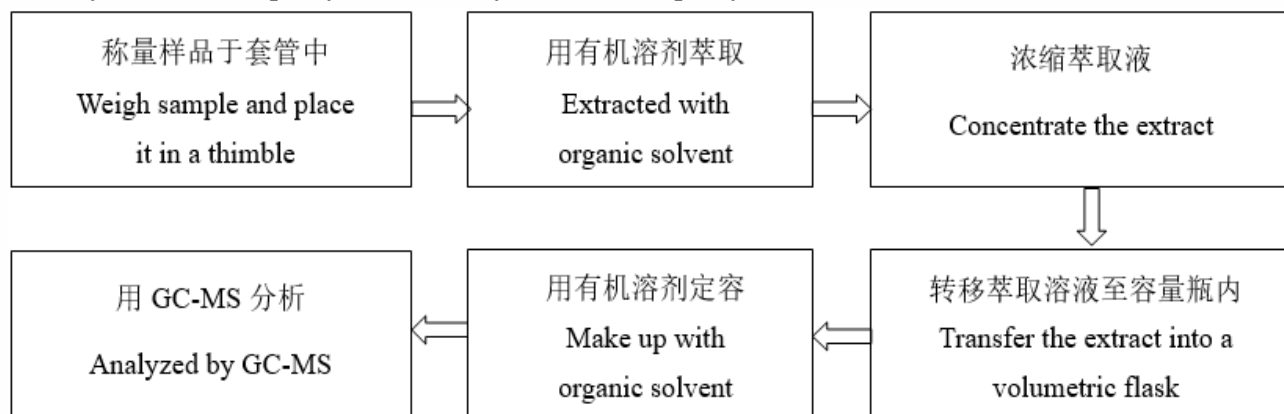 称量样品于套管中
Weigh sample and place
it in a thimble
用有机溶剂萃取
Extracted with
organic solvent
浓缩萃取液
Concentrate the extract
转移萃取溶液至容量瓶内
Transfer the extract into a
volumetric flask
用有机溶剂定容
Make up with
organic solvent
用 GC-MS 分析
Analyzed by GC-MS